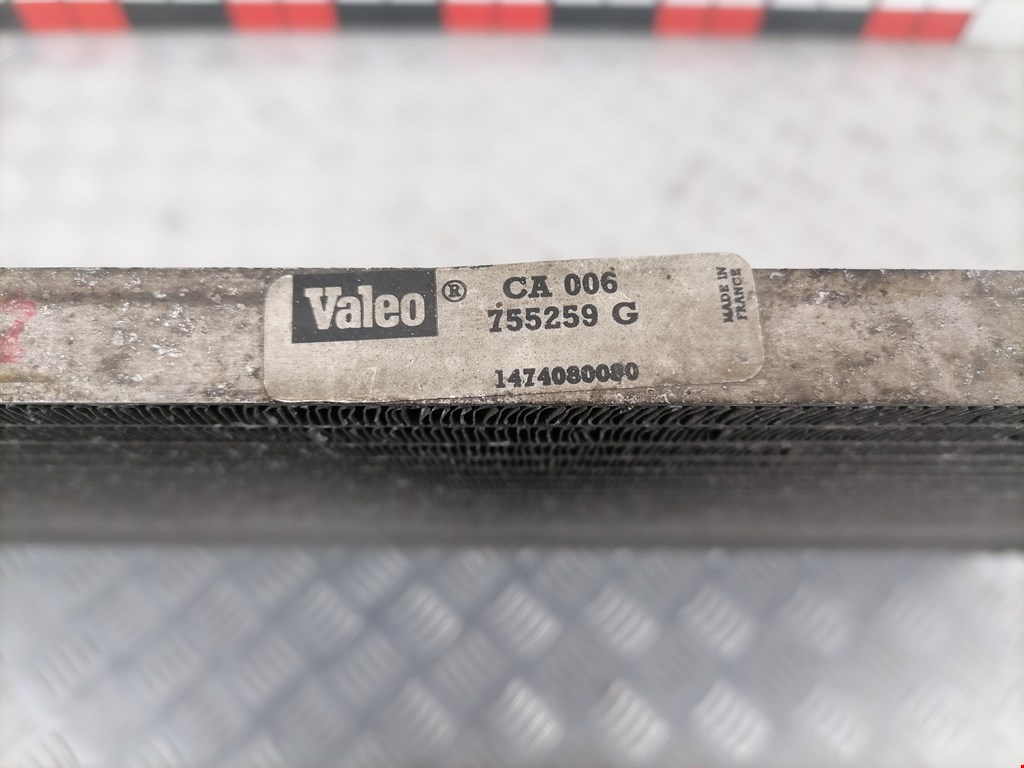 Valeo ®
CA 006
755259 G
1474080080
MADE IN
FRANCE